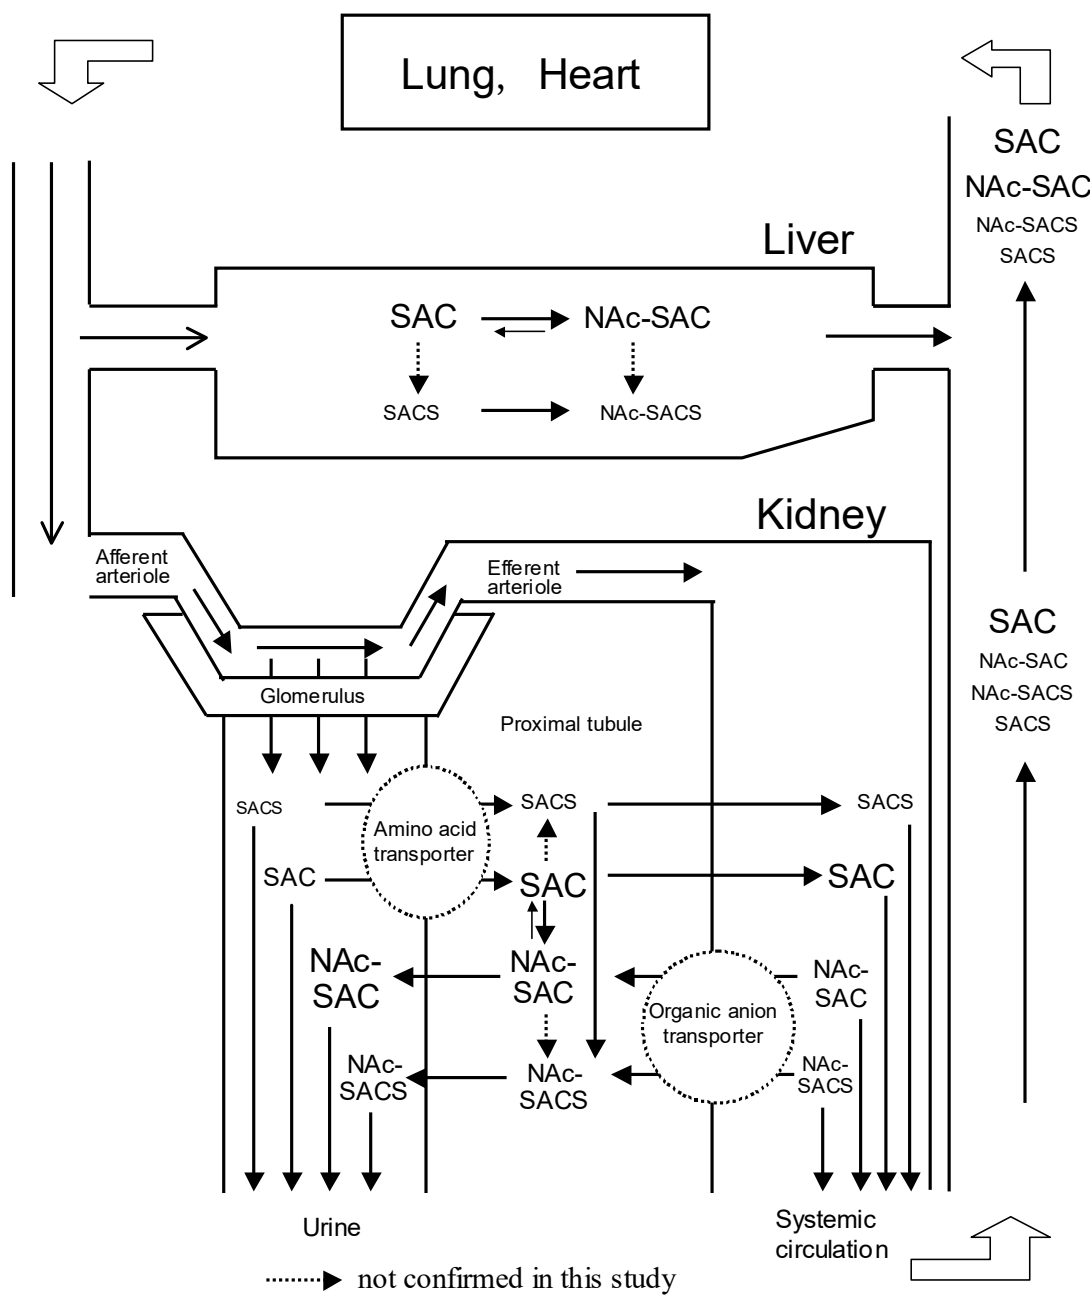 Lung, Heart
SAC
NAc-SAC
NAc-SACS
SACS
Liver
SAC
NAc-SAC
SACS
NAc-SACS
Kidney
Afferent
arteriole
Efferent
arteriole
SAC
NAc-SAC
NAc-SACS
SACS
Glomerulus
Proximal tubule
SACS
Amino acid
transporter
SACS
SACS
SAC
SAC
SAC
NAc-
SAC
NAc-
SAC
NAc-
SAC
Organic anion
transporter
NAc-
SACS
NAc-
SACS
NAc-
SACS
Urine
Systemic
circulation
not confirmed in this study